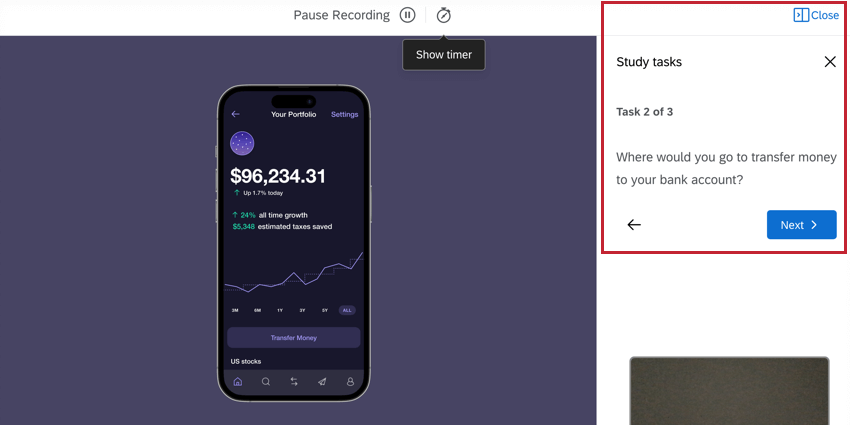 Pause Recording
Show timer
Close
Study tasks
Task 2 of 3
Where would you go to transfer money
to your bank account?
Next
Your Portfolio
Settings
$96,234.31
Up 1.7% today
24% all time growth
$5,348 estimated taxes saved
3M 6M 1Y 3Y 5Y ALL
Transfer Money
US stocks